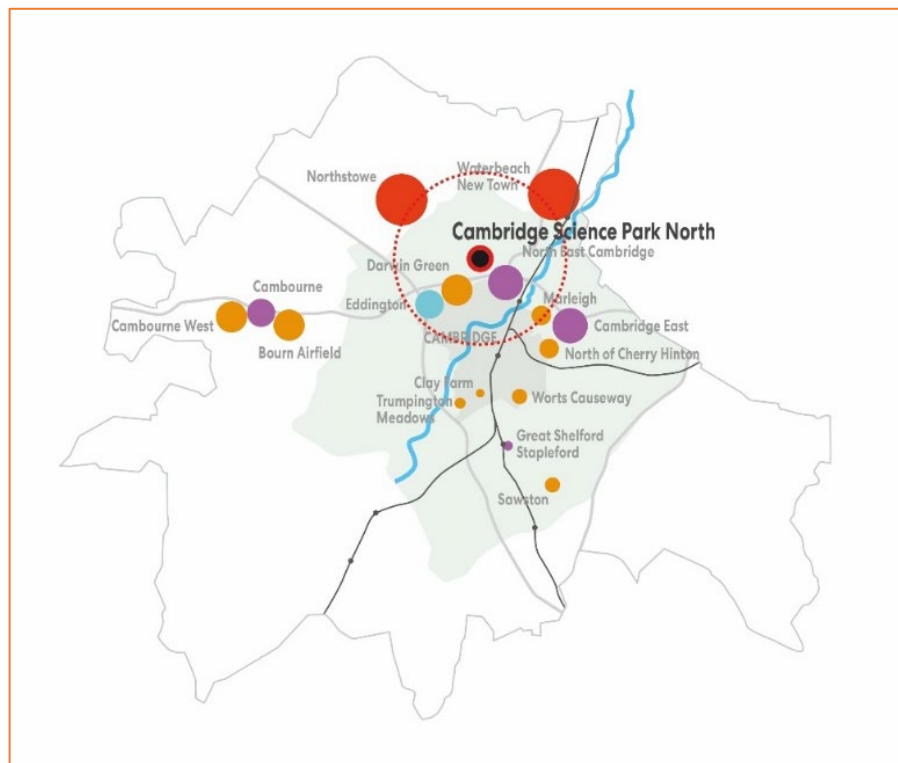 Waterbeach
New Town
Northstowe
Cambridge Science Park North
North East Cambridge
Darwin Green
Cambourne
Eddington
Marleigh
Cambourne West
Cambridge East
CAMBRIDGE
Bourn Airfield
North of Cherry Hinton
Clay Farm
Trumpington
Meadows
Worts Causeway
Great Shelford
Stapleford
Sawston